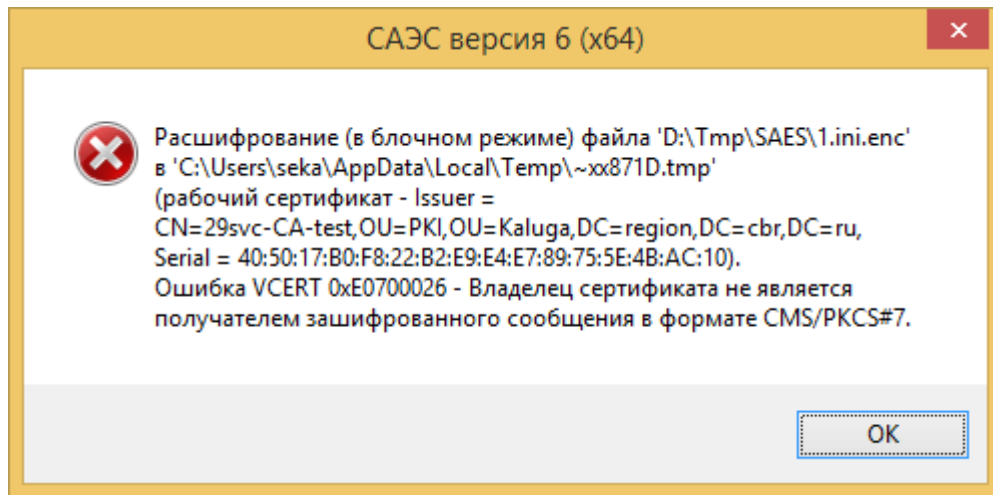 САЭС версия 6 (x64)
Расшифрование (в блочном режиме) файла 'D:\Tmp\SAES\1.ini.enc'
в 'C:\Users\seka\AppData\Local\Temp\~xx871D.tmp'
(рабочий сертификат - Issuer =
CN=29svc-CA-test,OU=PKI,OU=Kaluga,DC=region,DC=cbr,DC=ru,
Serial = 40:50:17:B0:F8:22:B2:E9:E4:E7:89:75:5E:4B:AC:10).
Ошибка VCERT 0xE0700026 - Владелец сертификата не является
получателем зашифрованного сообщения в формате CMS/PKCS#7.
OK